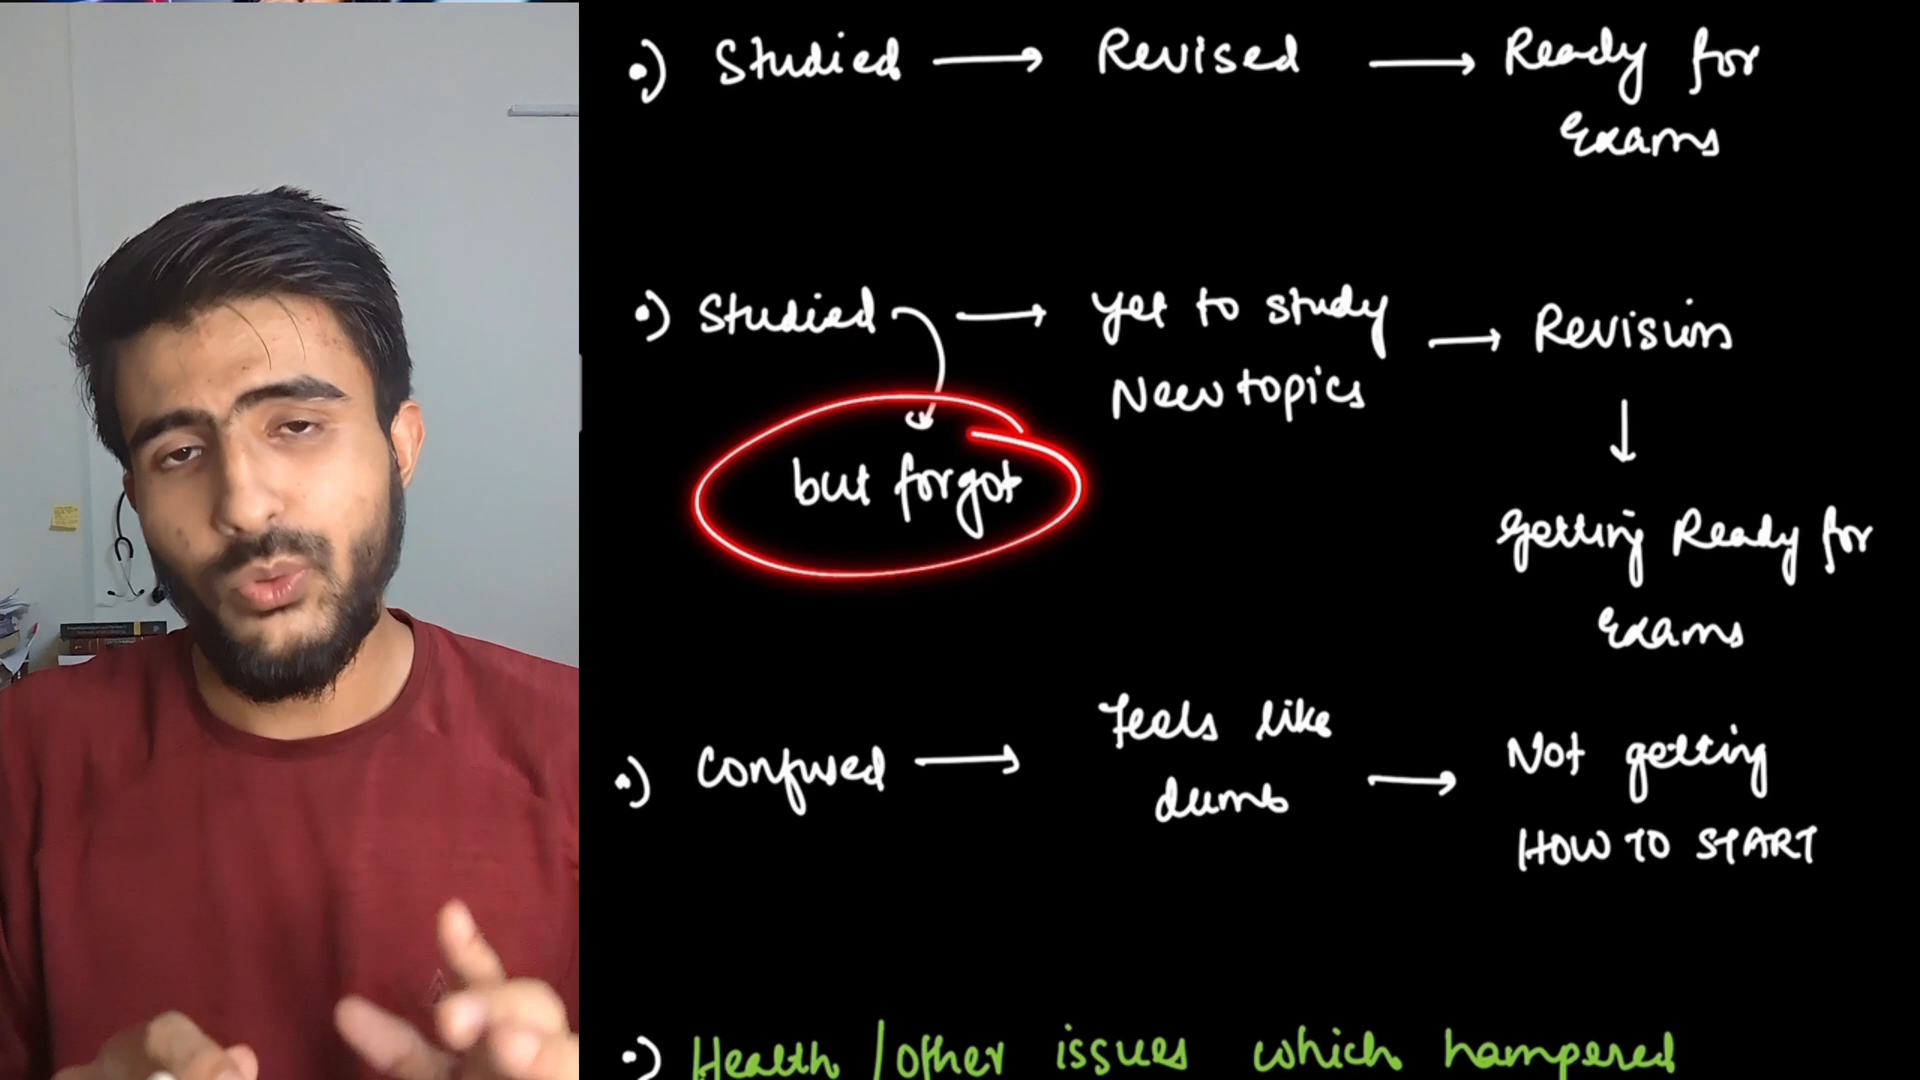 •) Studied → Revised → Ready for
Exams
•) Studied → yet to study → Revision
New topics
but forgot
↓
Getting Ready for
Exams
•) Confused → Feels like → Not getting
dumb
HOW TO START
•) Health / other issues which hampered